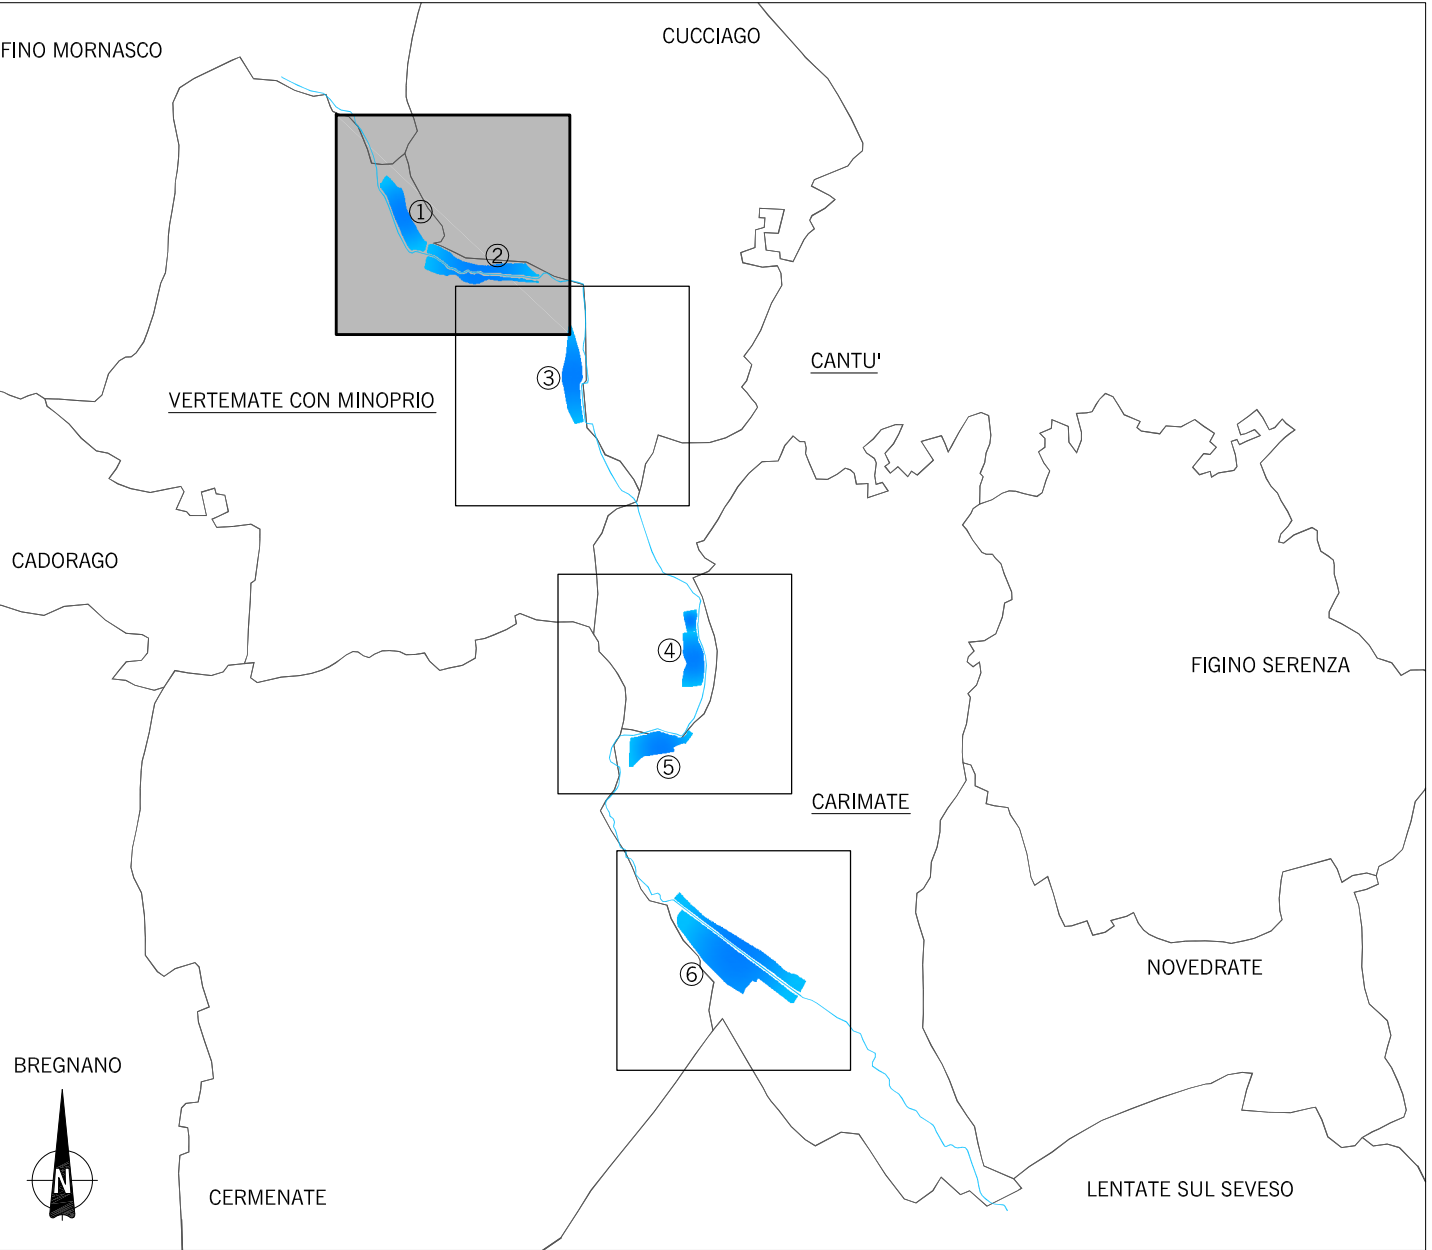 FINO MORNASCO
CUCCIAGO
①
②
CANTU'
③
VERTEMATE CON MINOPRIO
CADORAGO
④
FIGINO SERENZA
⑤
CARIMATE
⑥
NOVEDRATE
BREGNANO
N
CERMENATE
LENTATE SUL SEVESO